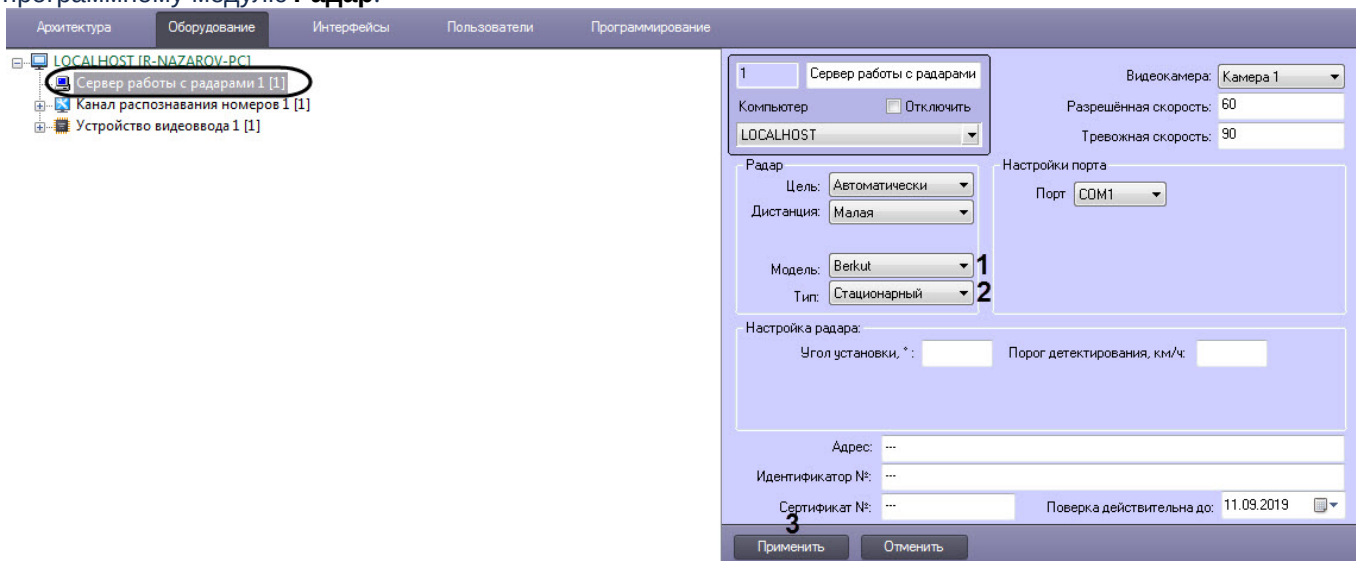 программному модулю Радар.
Архитектура Оборудование Интерфейсы Пользователи Программирование
LOCALHOST [R-NAZAROV-PC]
Сервер работы с радарами 1 [1]
Канал распознавания номеров 1 [1]
Устройство видеоввода 1 [1]
1 Сервер работы с радарами
Компьютер Отключить
LOCALHOST
Видеокамера: Камера 1
Разрешённая скорость: 60
Тревожная скорость: 90
Радар
Цель: Автоматически
Дистанция: Малая
Модель: Berkut 1
Тип: Стационарный 2
Настройки порта
Порт COM1
Настройка радара:
Угол установки, ° : Порог детектирования, км/ч:
Адрес: ---
Идентификатор №: ---
Сертификат №: --- Поверка действительна до: 11.09.2019
3
Применить Отменить